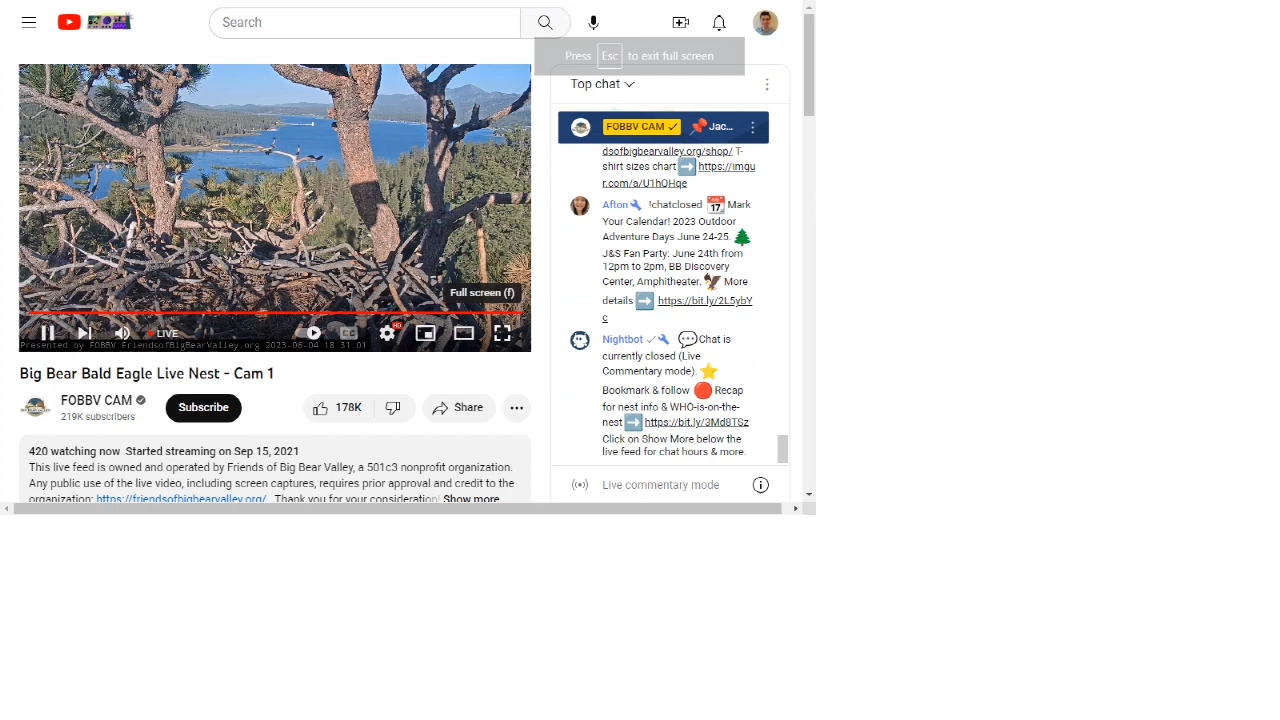 Search
Press Esc to exit full screen
Top chat
FOBBV CAM Jac...
dsofbigbearvalley.org/shop/ T-
shirt sizes chart https://imgu
r.com/a/U1hQHqe
Afton !chatclosed Mark
Your Calendar! 2023 Outdoor
Adventure Days June 24-25.
J&S Fan Party: June 24th from
12pm to 2pm, BB Discovery
Center, Amphitheater. More
details https://bit.ly/2L5ybY
c
Nightbot Chat is
currently closed (Live
Commentary mode).
Bookmark & follow Recap
for nest info & WHO-is-on-the-
nest https://bit.ly/3Md8TSz
Click on Show More below the
live feed for chat hours & more.
Live commentary mode
Full screen (f)
LIVE
CC
HD
Presented by FOBBV FriendsofBigBearValley.org 2023-06-04 18 31 01
Big Bear Bald Eagle Live Nest - Cam 1
FOBBV CAM
219K subscribers
Subscribe
178K
Share
420 watching now Started streaming on Sep 15, 2021
This live feed is owned and operated by Friends of Big Bear Valley, a 501c3 nonprofit organization.
Any public use of the live video, including screen captures, requires prior approval and credit to the
organization: https://friendsofbigbearvalley.org/ . Thank you for your consideration! Show more